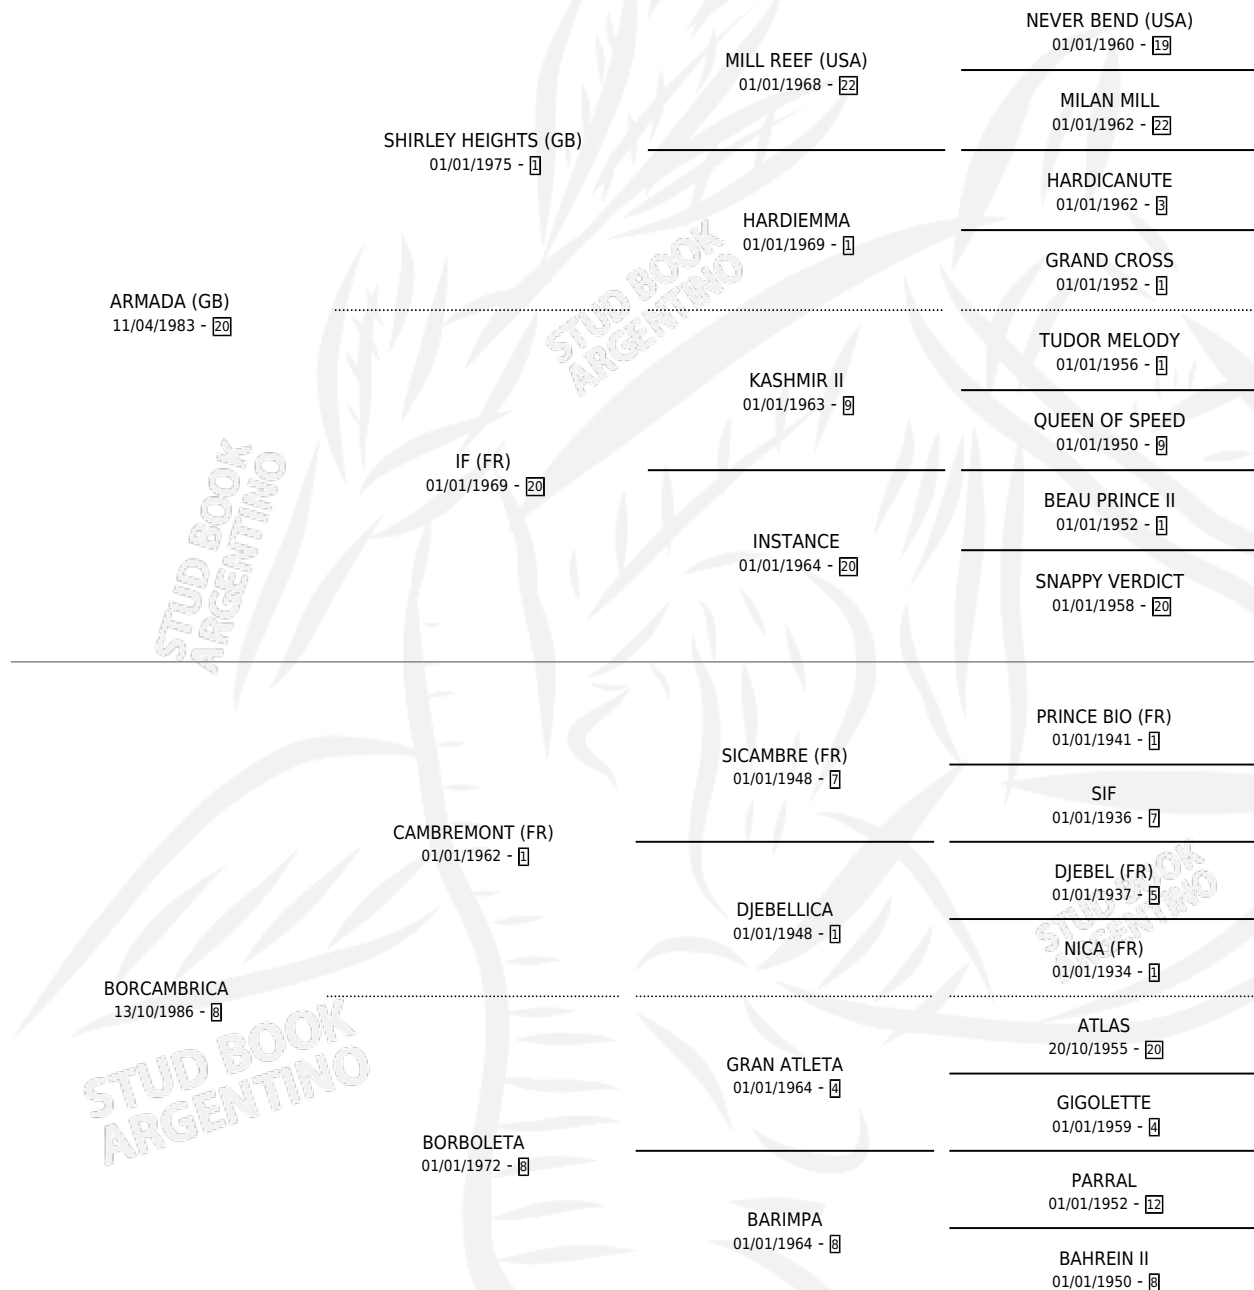 NEVER BEND (USA)
01/01/1960 - 19
MILL REEF (USA)
01/01/1968 - 22
MILAN MILL
01/01/1962 - 22
SHIRLEY HEIGHTS (GB)
01/01/1975 - 1
HARDICANUTE
01/01/1962 - 3
HARDIEMMA
01/01/1969 - 1
GRAND CROSS
01/01/1952 - 1
ARMADA (GB)
11/04/1983 - 20
TUDOR MELODY
01/01/1956 - 1
KASHMIR II
01/01/1963 - 9
QUEEN OF SPEED
01/01/1950 - 9
IF (FR)
01/01/1969 - 20
BEAU PRINCE II
01/01/1952 - 1
INSTANCE
01/01/1964 - 20
SNAPPY VERDICT
01/01/1958 - 20
PRINCE BIO (FR)
01/01/1941 - 1
SICAMBRE (FR)
01/01/1948 - 7
SIF
01/01/1936 - 7
CAMBREMONT (FR)
01/01/1962 - 1
DJEBEL (FR)
01/01/1937 - 5
DJEBELLICA
01/01/1948 - 1
NICA (FR)
01/01/1934 - 1
BORCAMBRICA
13/10/1986 - 8
ATLAS
20/10/1955 - 20
GRAN ATLETA
01/01/1964 - 4
GIGOLETTE
01/01/1959 - 4
BORBOLETA
01/01/1972 - 8
PARRAL
01/01/1952 - 12
BARIMPA
01/01/1964 - 8
BAHREIN II
01/01/1950 - 8
STUD BOOK
ARGENTINO
STUD BOOK
ARGENTINO
STUD BOOK
ARGENTINO
STUD BOOK
ARGENTINO